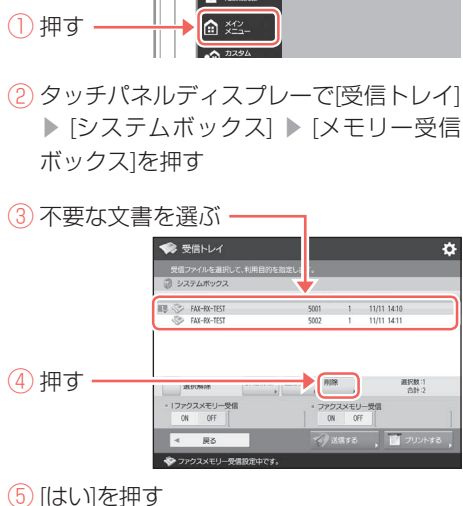 ① 押す
メイン
メニュー
カスタム
② タッチパネルディスプレーで[受信トレイ]
▶ [システムボックス] ▶ [メモリー受信
ボックス]を押す
③ 不要な文書を選ぶ
受信トレイ
受信ファイルを選択して、利用目的を指定し
システムボックス
FAX-RX-TEST 5001 1 11/11 14:10
FAX-RX-TEST 5002 1 11/11 14:11
④ 押す
選択解除
削除
選択数:1
合計:2
・Iファクスメモリー受信
・ファクスメモリー受信
ON OFF
ON OFF
戻る
送信する
プリントする
ファクスメモリー受信設定中です。
⑤ [はい]を押す